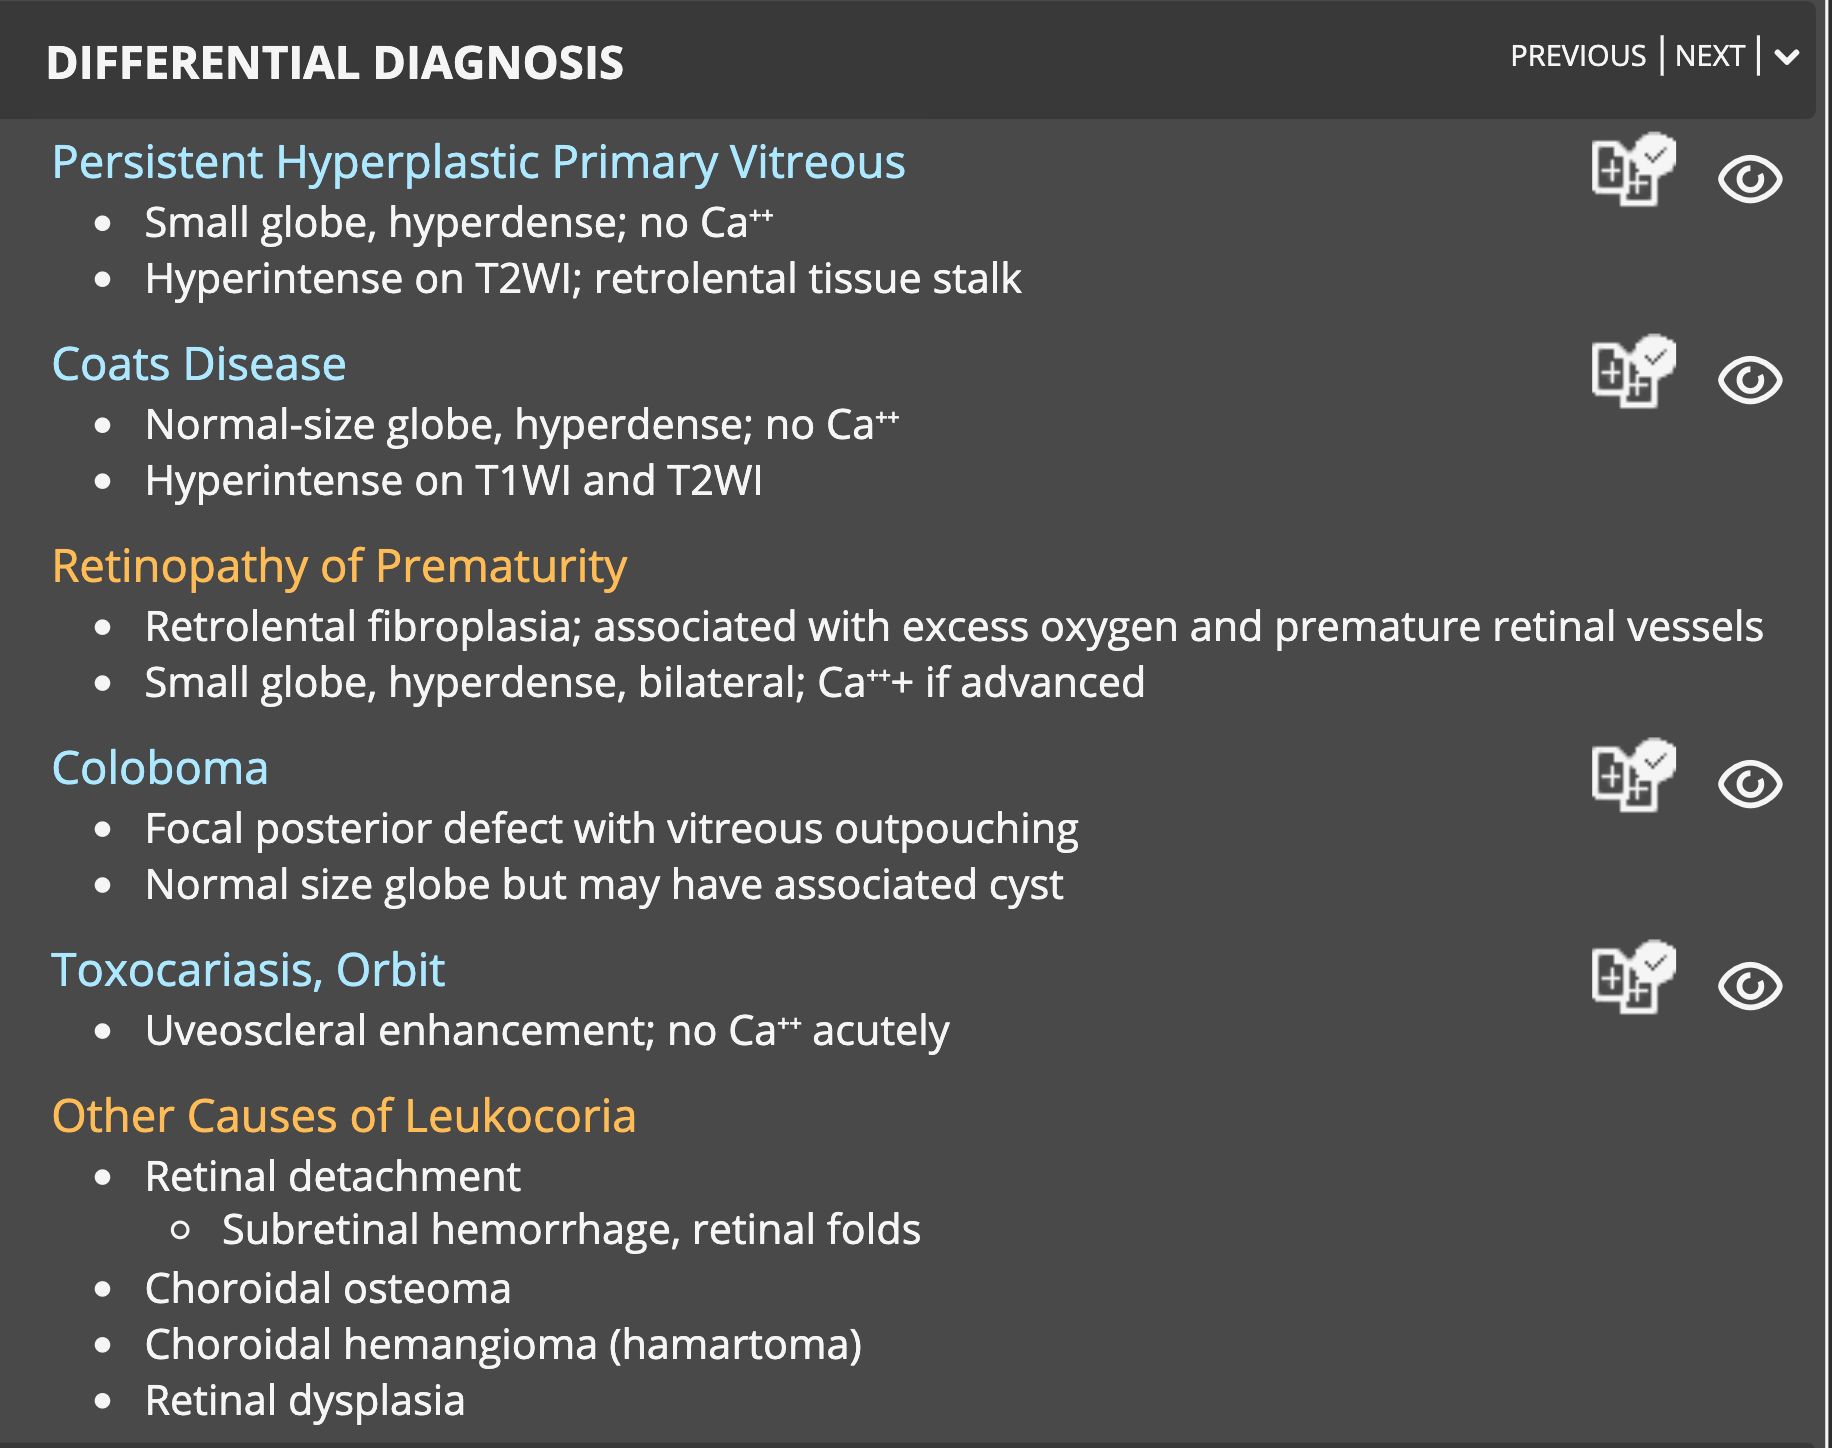 DIFFERENTIAL DIAGNOSIS
PREVIOUS | NEXT |
Persistent Hyperplastic Primary Vitreous
• Small globe, hyperdense; no Ca⁺⁺
• Hyperintense on T2WI; retrolental tissue stalk
Coats Disease
• Normal-size globe, hyperdense; no Ca⁺⁺
• Hyperintense on T1WI and T2WI
Retinopathy of Prematurity
• Retrolental fibroplasia; associated with excess oxygen and premature retinal vessels
• Small globe, hyperdense, bilateral; Ca⁺⁺+ if advanced
Coloboma
• Focal posterior defect with vitreous outpouching
• Normal size globe but may have associated cyst
Toxocariasis, Orbit
• Uveoscleral enhancement; no Ca⁺⁺ acutely
Other Causes of Leukocoria
• Retinal detachment
○ Subretinal hemorrhage, retinal folds
• Choroidal osteoma
• Choroidal hemangioma (hamartoma)
• Retinal dysplasia